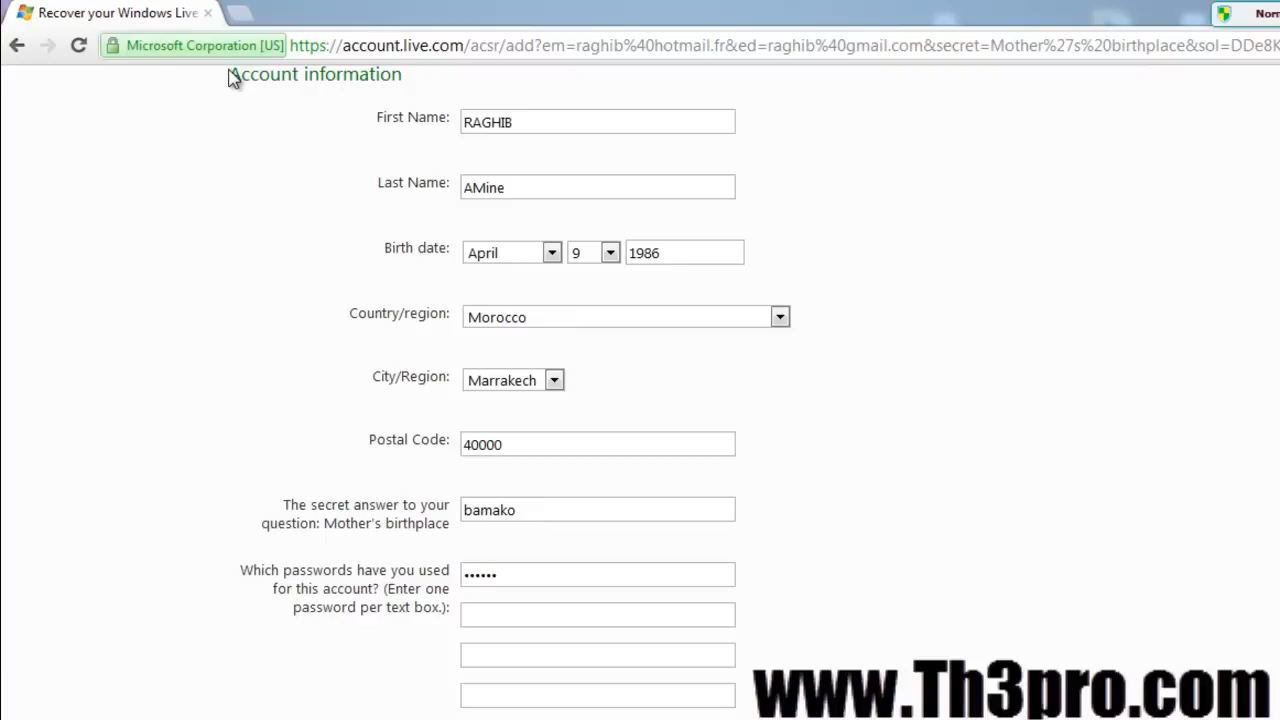 Recover your Windows Live
Nor
Microsoft Corporation [US] https://account.live.com/acsr/add?em=raghib%40hotmail.fr&ed=raghib%40gmail.com&secret=Mother%27s%20birthplace&sol=DDe8K
Account information
First Name: RAGHIB
Last Name: AMine
Birth date: April 9 1986
Country/region: Morocco
City/Region: Marrakech
Postal Code: 40000
The secret answer to your
question: Mother's birthplace
bamako
Which passwords have you used
for this account? (Enter one
password per text box.):
••••••
www.Th3pro.com